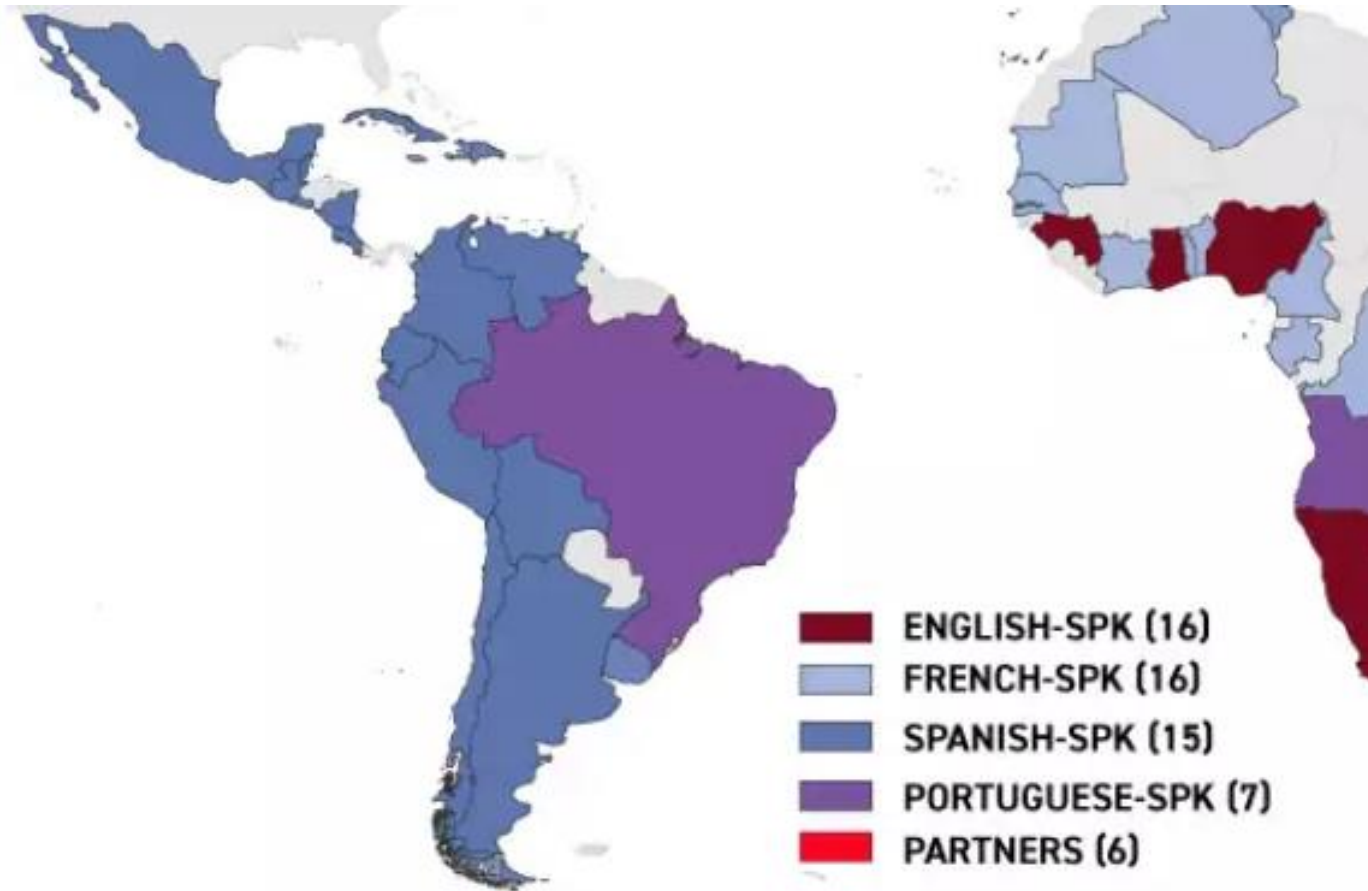 ENGLISH-SPK (16)
FRENCH-SPK (16)
SPANISH-SPK (15)
PORTUGUESE-SPK (7)
PARTNERS (6)